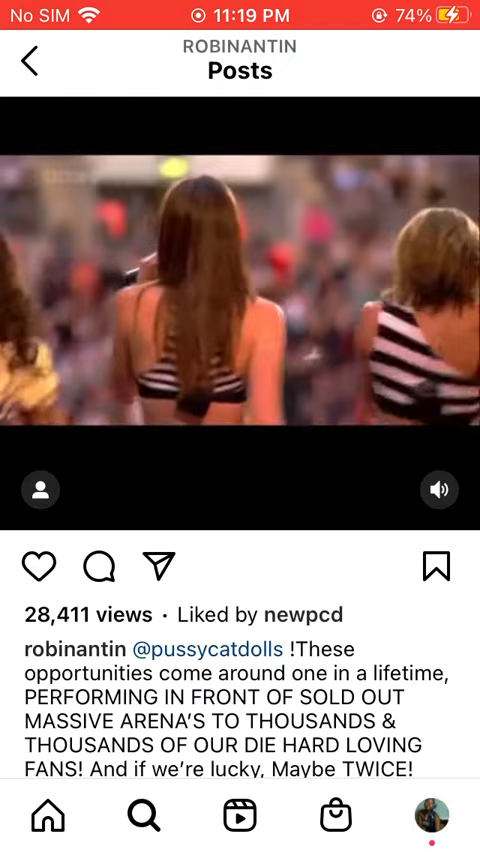 No SIM 11:19 PM 74%
ROBINANTIN
Posts
28,411 views · Liked by newpcd
robinantin @pussycatdolls !These
opportunities come around one in a lifetime,
PERFORMING IN FRONT OF SOLD OUT
MASSIVE ARENA’S TO THOUSANDS &
THOUSANDS OF OUR DIE HARD LOVING
FANS! And if we’re lucky, Maybe TWICE!